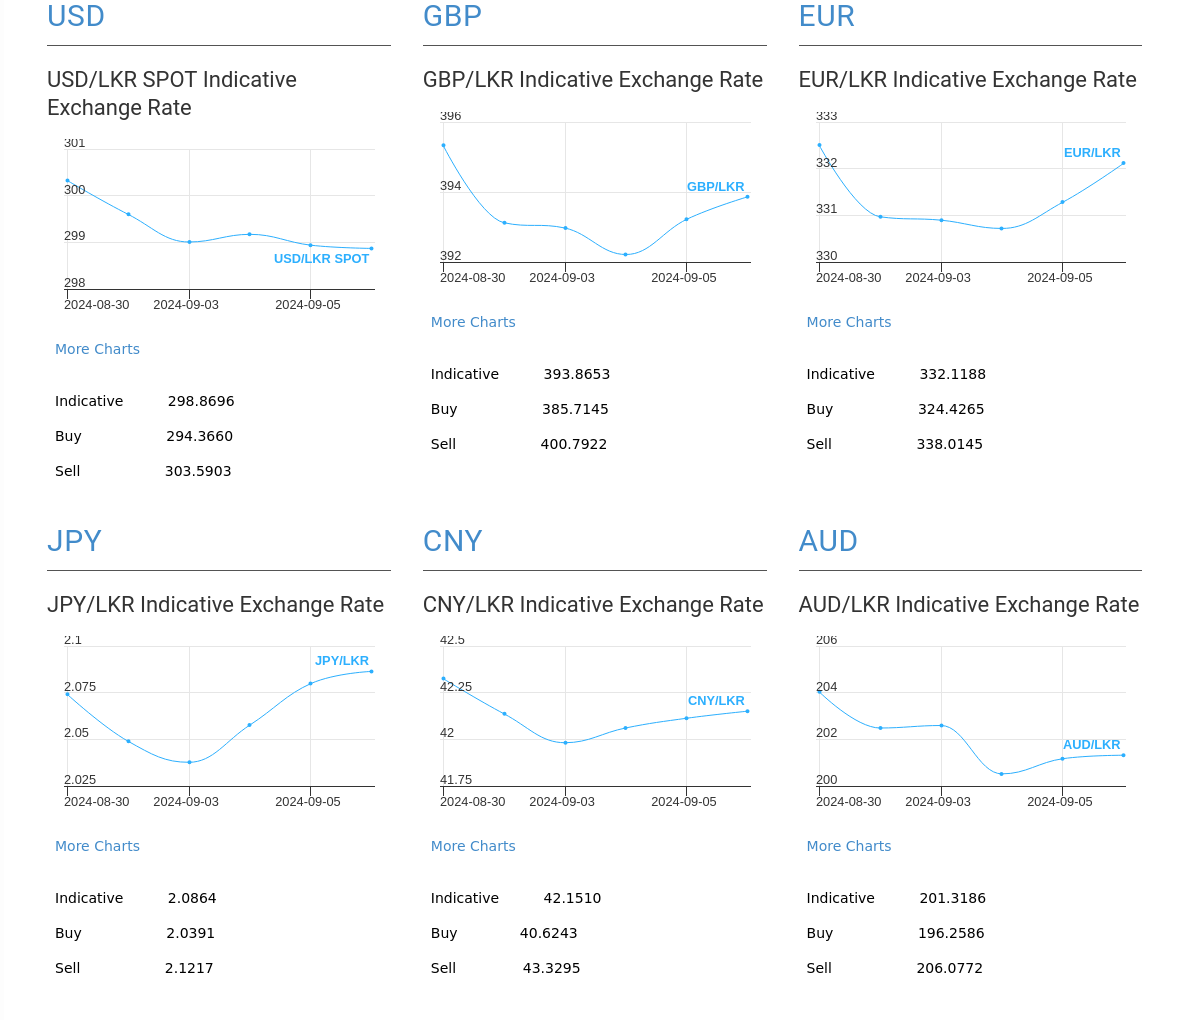 USD
USD/LKR SPOT Indicative
Exchange Rate
301
300
299
298
USD/LKR SPOT
2024-08-30 2024-09-03 2024-09-05
More Charts
Indicative 298.8696
Buy 294.3660
Sell 303.5903
GBP
GBP/LKR Indicative Exchange Rate
396
394
392
GBP/LKR
2024-08-30 2024-09-03 2024-09-05
More Charts
Indicative 393.8653
Buy 385.7145
Sell 400.7922
EUR
EUR/LKR Indicative Exchange Rate
333
332
331
330
EUR/LKR
2024-08-30 2024-09-03 2024-09-05
More Charts
Indicative 332.1188
Buy 324.4265
Sell 338.0145
JPY
JPY/LKR Indicative Exchange Rate
2.1
2.075
2.05
2.025
JPY/LKR
2024-08-30 2024-09-03 2024-09-05
More Charts
Indicative 2.0864
Buy 2.0391
Sell 2.1217
CNY
CNY/LKR Indicative Exchange Rate
42.5
42.25
42
41.75
CNY/LKR
2024-08-30 2024-09-03 2024-09-05
More Charts
Indicative 42.1510
Buy 40.6243
Sell 43.3295
AUD
AUD/LKR Indicative Exchange Rate
206
204
202
200
AUD/LKR
2024-08-30 2024-09-03 2024-09-05
More Charts
Indicative 201.3186
Buy 196.2586
Sell 206.0772